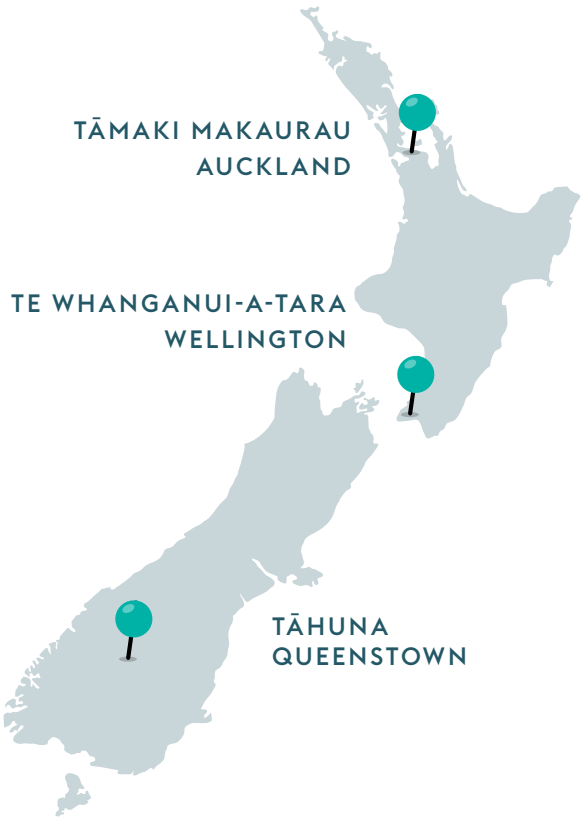 TĀMAKI MAKAURAU
AUCKLAND
TE WHANGANUI-A-TARA
WELLINGTON
TĀHUNA
QUEENSTOWN